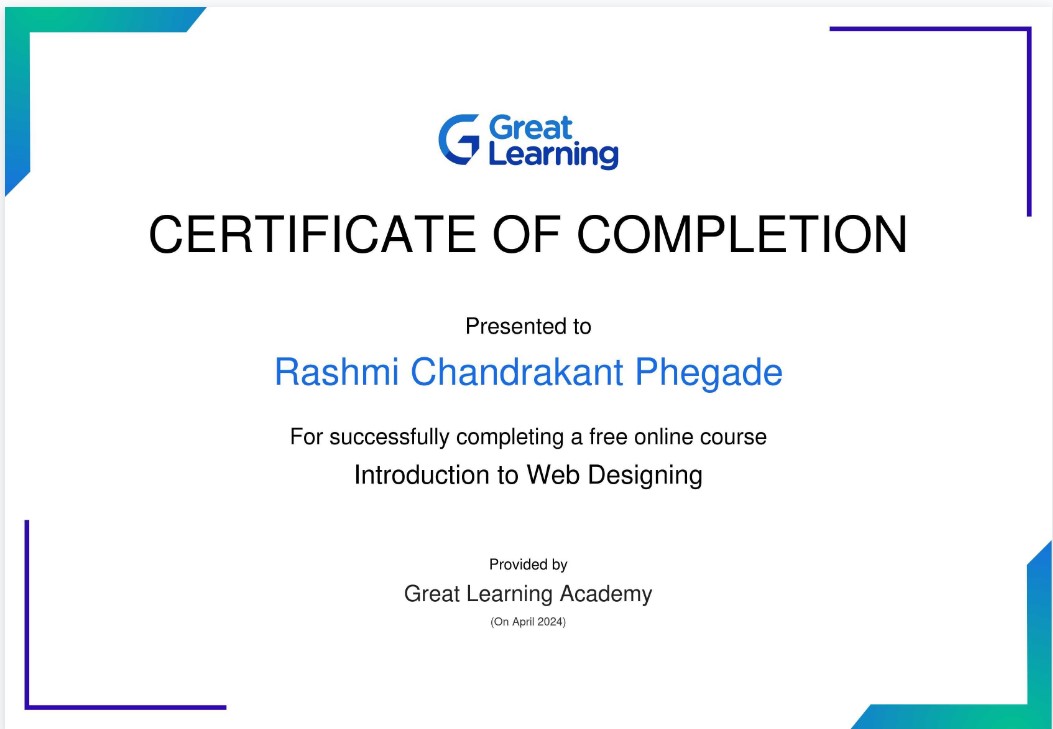 Great
Learning
CERTIFICATE OF COMPLETION
Presented to
Rashmi Chandrakant Phegade
For successfully completing a free online course
Introduction to Web Designing
Provided by
Great Learning Academy
(On April 2024)